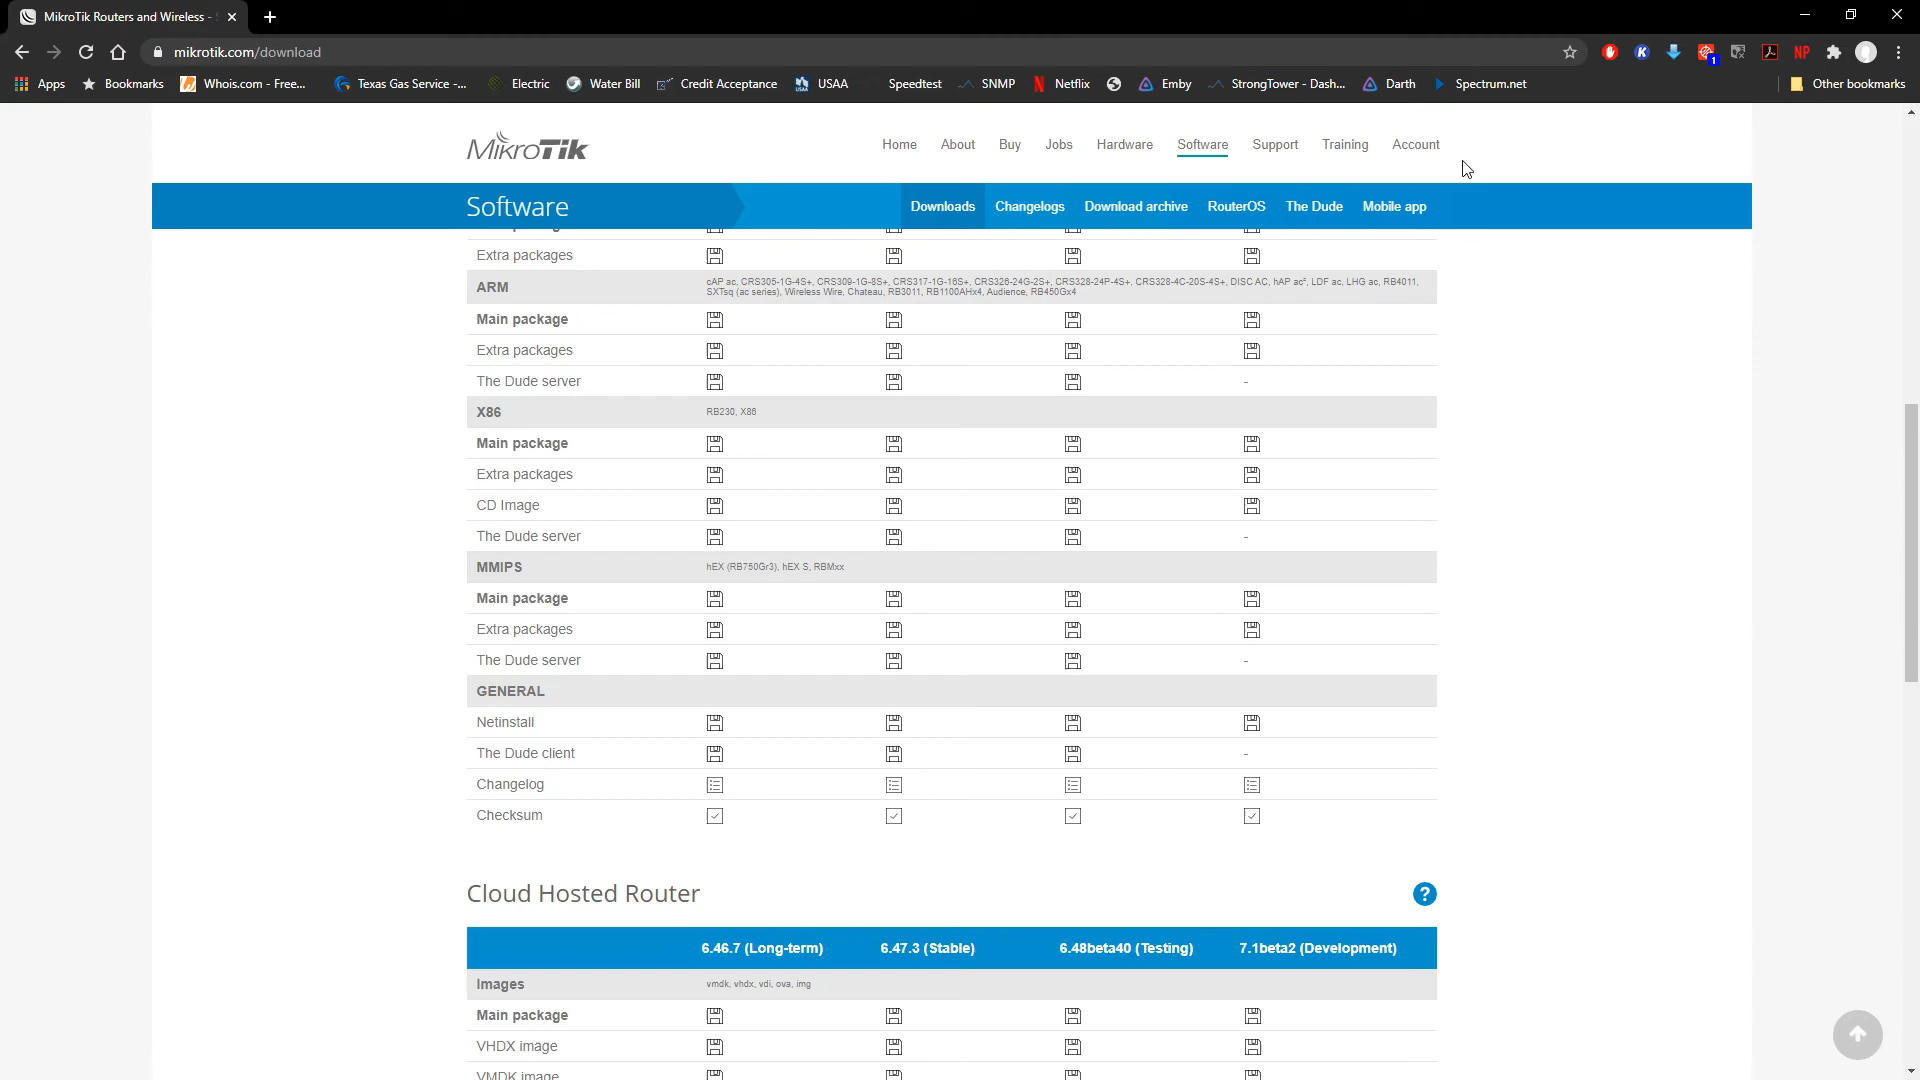 MikroTik Routers and Wireless -
mikrotik.com/download
1
NP
Apps
Bookmarks
Whois.com - Free...
Texas Gas Service -...
Electric
Water Bill
Credit Acceptance
USAA
Speedtest
SNMP
Netflix
Emby
StrongTower - Dash...
Darth
Spectrum.net
Other bookmarks
MikroTik
Home About Buy Jobs Hardware Software Support Training Account
Software
Downloads Changelogs Download archive RouterOS The Dude Mobile app
Extra packages
ARM
cAP ac, CRS305-1G-4S+, CRS309-1G-8S+, CRS317-1G-16S+, CRS326-24G-2S+, CRS328-24P-4S+, CRS328-4C-20S-4S+, DISC AC, hAP ac², LDF ac, LHG ac, RB4011,
SXTsq (ac series), Wireless Wire, Chateau, RB3011, RB1100AHx4, Audience, RB450Gx4
Main package
Extra packages
The Dude server -
X86 RB230, X86
Main package
Extra packages
CD Image
The Dude server -
MMIPS hEX (RB750Gr3), hEX S, RBMxx
Main package
Extra packages
The Dude server -
GENERAL
Netinstall
The Dude client -
Changelog
Checksum
Cloud Hosted Router ?
6.46.7 (Long-term) 6.47.3 (Stable) 6.48beta40 (Testing) 7.1beta2 (Development)
Images vmdk, vhdx, vdi, ova, img
Main package
VHDX image
VMDK image